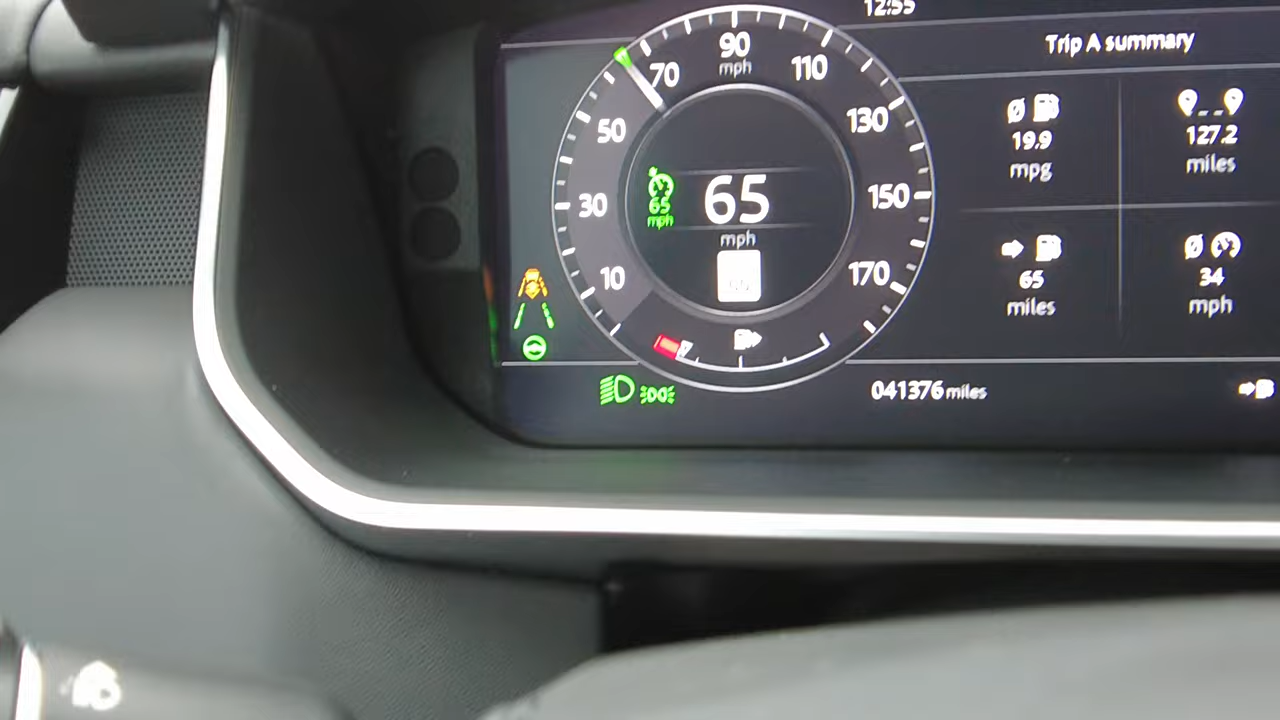 12:55
Trip A summary
90
mph
70
110
50
130
30
150
10
170
65
mph
65
mph
19.9
mpg
127.2
miles
65
miles
34
mph
041376 miles